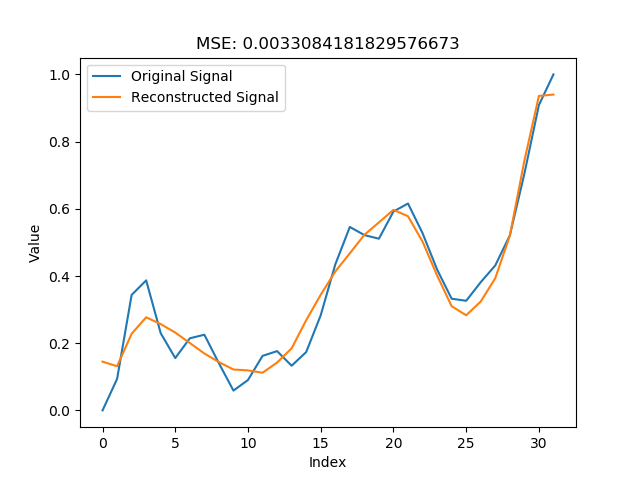 MSE: 0.0033084181829576673
Original Signal
Reconstructed Signal
1.0
0.8
0.6
0.4
0.2
0.0
Value
0 5 10 15 20 25 30
Index